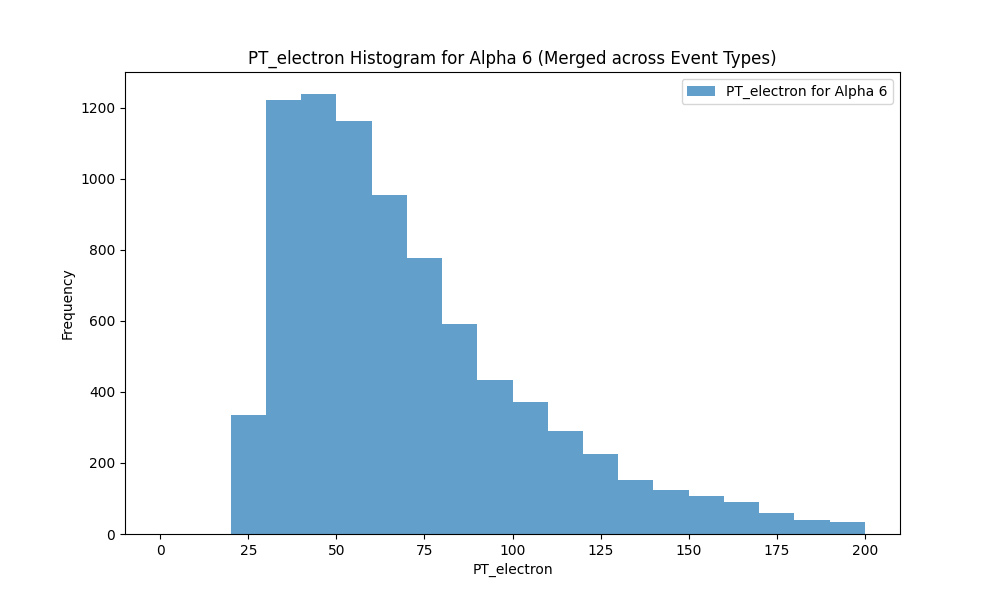 PT_electron Histogram for Alpha 6 (Merged across Event Types)
PT_electron for Alpha 6
1200
1000
800
600
400
200
0
Frequency
0 25 50 75 100 125 150 175 200
PT_electron